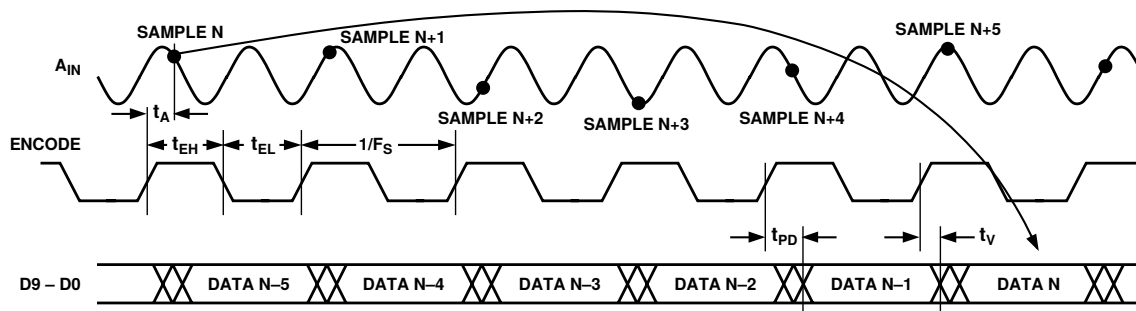 SAMPLE N
SAMPLE N+1
SAMPLE N+5
AIN
tA
SAMPLE N+2
SAMPLE N+3
SAMPLE N+4
ENCODE
tEH
tEL
1/FS
tPD
tV
D9 – D0
DATA N–5
DATA N–4
DATA N–3
DATA N–2
DATA N–1
DATA N